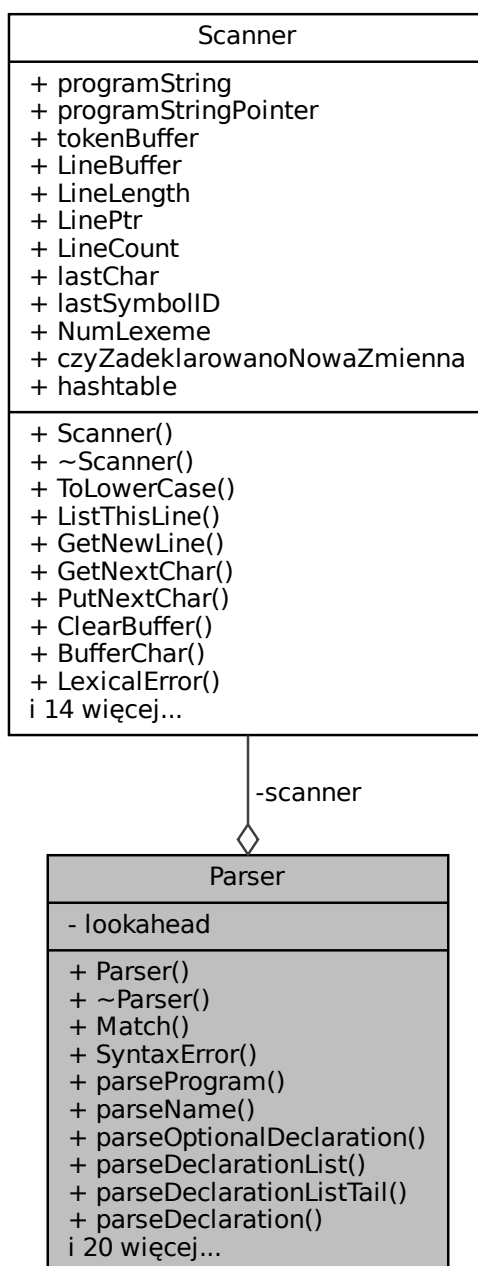 Scanner
+ programString
+ programStringPointer
+ tokenBuffer
+ LineBuffer
+ LineLength
+ LinePtr
+ LineCount
+ lastChar
+ lastSymbolID
+ NumLexeme
+ czyZadeklarowanoNowaZmienna
+ hashtable
+ Scanner()
+ ~Scanner()
+ ToLowerCase()
+ ListThisLine()
+ GetNewLine()
+ GetNextChar()
+ PutNextChar()
+ ClearBuffer()
+ BufferChar()
+ LexicalError()
i 14 więcej...
-scanner
Parser
- lookahead
+ Parser()
+ ~Parser()
+ Match()
+ SyntaxError()
+ parseProgram()
+ parseName()
+ parseOptionalDeclaration()
+ parseDeclarationList()
+ parseDeclarationListTail()
+ parseDeclaration()
i 20 więcej...